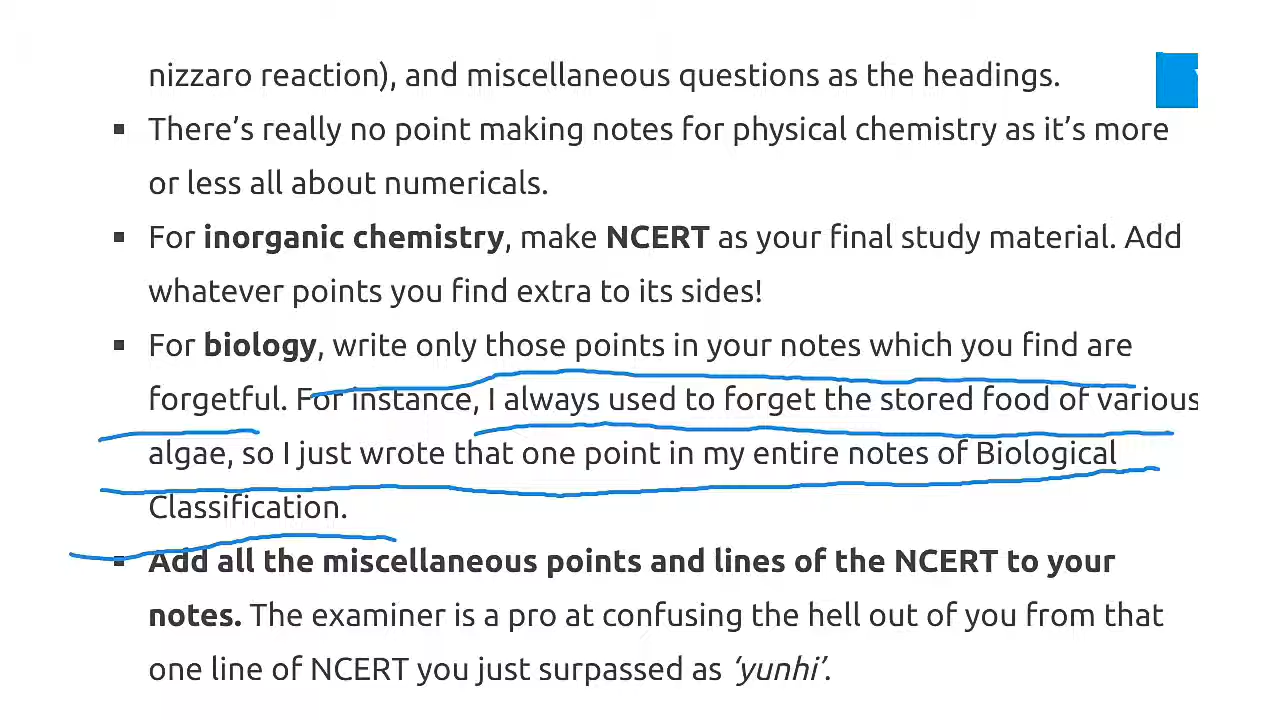 nizzaro reaction), and miscellaneous questions as the headings.
▪ There’s really no point making notes for physical chemistry as it’s more
or less all about numericals.
▪ For inorganic chemistry, make NCERT as your final study material. Add
whatever points you find extra to its sides!
▪ For biology, write only those points in your notes which you find are
forgetful. For instance, I always used to forget the stored food of various
algae, so I just wrote that one point in my entire notes of Biological
Classification.
▪ Add all the miscellaneous points and lines of the NCERT to your
notes. The examiner is a pro at confusing the hell out of you from that
one line of NCERT you just surpassed as ‘yunhi’.